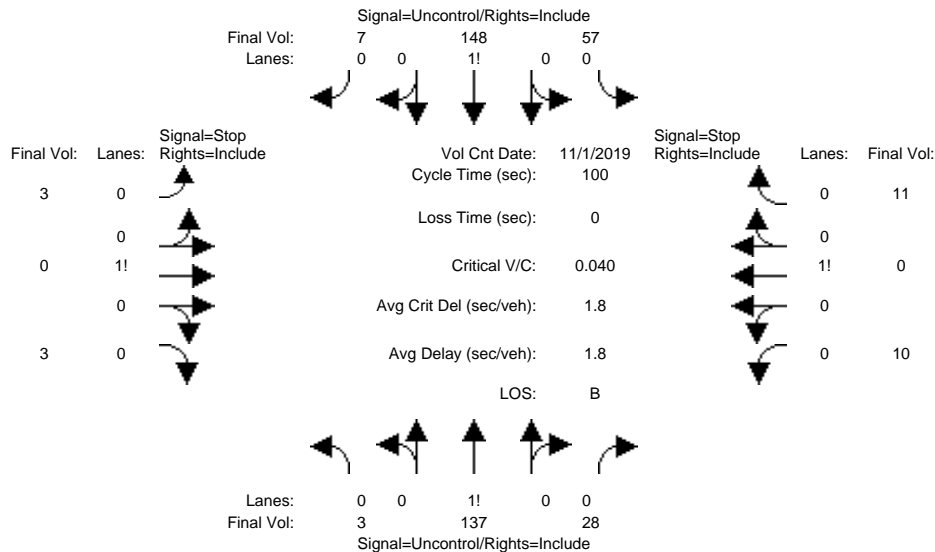 Signal=Uncontrol/Rights=Include
Final Vol: 7 148 57
Lanes: 0 0 1! 0 0
Signal=Stop Signal=Stop
Final Vol: Lanes: Rights=Include Vol Cnt Date: 11/1/2019 Rights=Include Lanes: Final Vol:
Cycle Time (sec): 100
3 0 0 11
Loss Time (sec): 0
0 0
0 1! Critical V/C: 0.040 1! 0
0 Avg Crit Del (sec/veh): 1.8 0
3 0 Avg Delay (sec/veh): 1.8 0 10
LOS: B
Lanes: 0 0 1! 0 0
Final Vol: 3 137 28
Signal=Uncontrol/Rights=Include